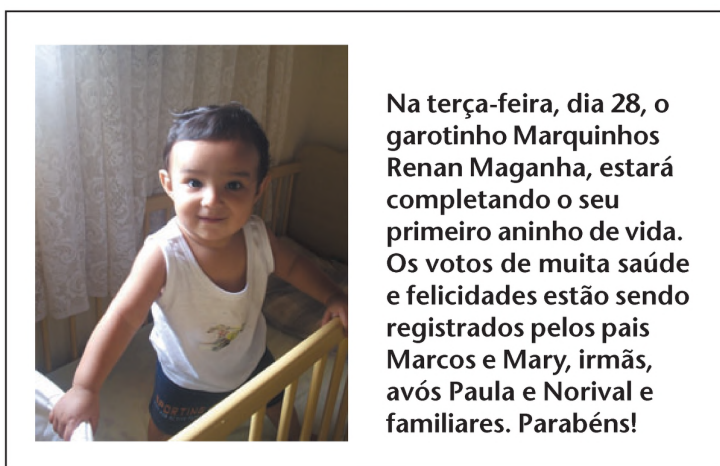 Na terça-feira, dia 28, o
garotinho Marquinhos
Renan Maganha, estará
completando o seu
primeiro aninho de vida.
Os votos de muita saúde
e felicidades estão sendo
registrados pelos pais
Marcos e Mary, irmãs,
avós Paula e Norival e
familiares. Parabéns!